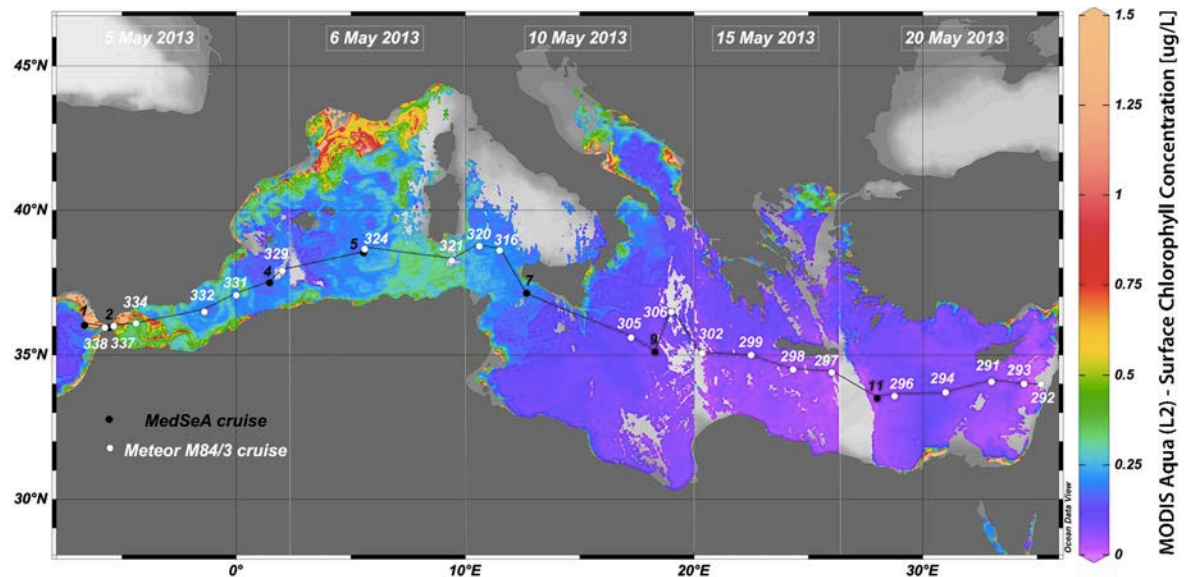 5 May 2013 6 May 2013 10 May 2013 15 May 2013 20 May 2013
45°N
40°N
35°N
30°N
0° 10°E 20°E 30°E
1 2 334 332 331 4 329 5 324 321 320 316
338 337
7 305 9 306 302 299 298 297 11 296 294 291 293 292
MedSeA cruise
Meteor M84/3 cruise
Ocean Data View
1.5
1.25
1
0.75
0.5
0.25
0
MODIS Aqua (L2) - Surface Chlorophyll Concentration [ug/L]